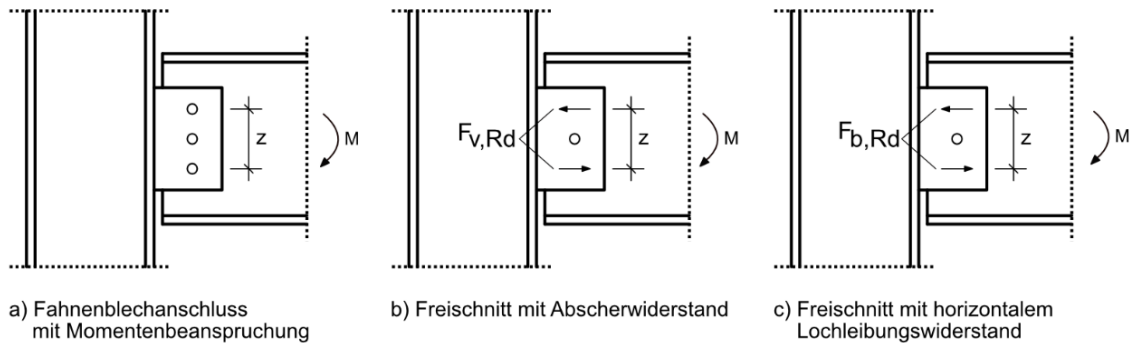 z
M
F_v,Rd
z
M
F_b,Rd
z
M
a) Fahnenblechanschluss
mit Momentenbeanspruchung
b) Freischnitt mit Abscherwiderstand
c) Freischnitt mit horizontalem
Lochleibungswiderstand